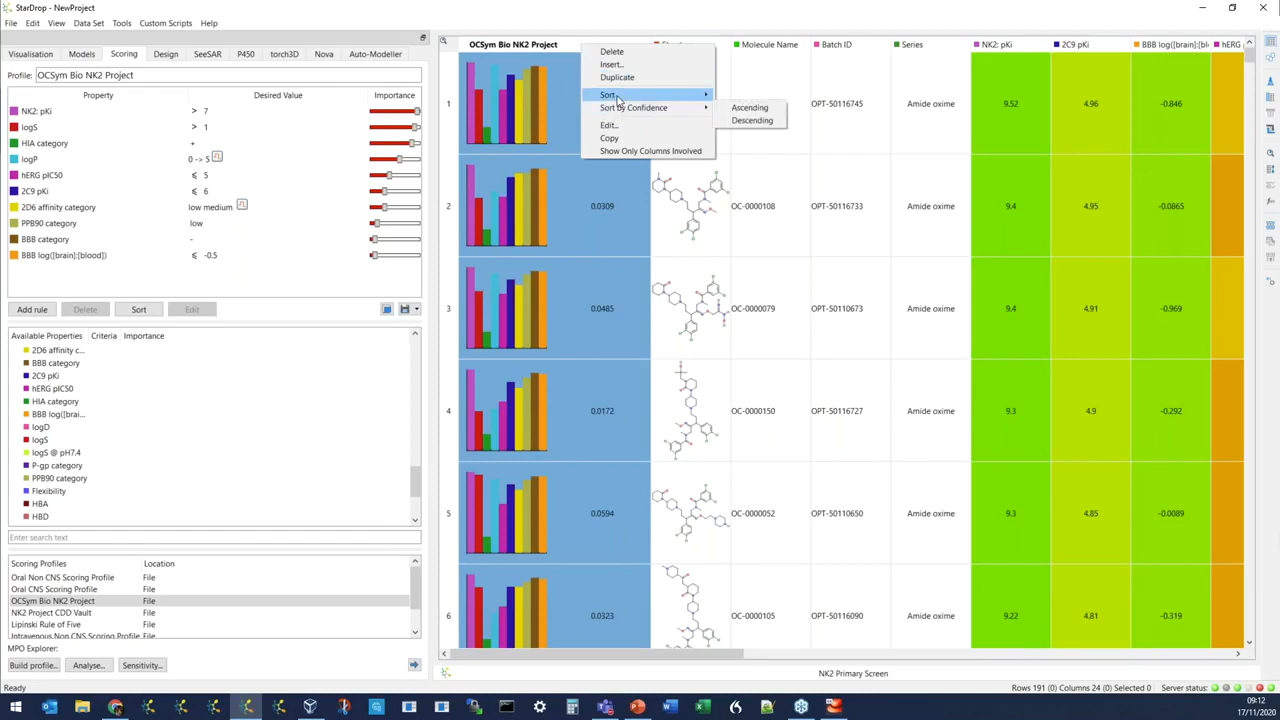 StarDrop - NewProject
File Edit View Data Set Tools Custom Scripts Help
Visualisation Models Scoring Design SeeSAR P450 torch3D Nova Auto-Modeller
Profile: OCSym Bio NK2 Project
Property Desired Value Importance
NK2: pKi > 7
logS > 1
HIA category +
logP 0 -> 5
hERG pIC50 ≤ 5
2C9 pKi ≤ 6
2D6 affinity category low medium
PPB90 category low
BBB category -
BBB log([brain]:[blood]) ≤ -0.5
Add rule Delete Sort Edit
Available Properties Criteria Importance
2D6 affinity c...
BBB category
2C9 pKi
hERG pIC50
HIA category
BBB log([brai...
logD
logS
logS @ pH7.4
P-gp category
PPB90 category
Flexibility
HBA
HBD
Enter search text
Scoring Profiles Location
Oral Non CNS Scoring Profile File
Oral CNS Scoring Profile File
OCSym Bio NK2 Project File
NK2 Project CDD Vault File
Lipinski Rule of Five File
Intravenous Non CNS Scoring Profile File
MPO Explorer:
Build profile... Analyse... Sensitivity...
Ready
OCSym Bio NK2 Project Molecule Name Batch ID Series NK2: pKi 2C9 pKi BBB log([brain]:[bl hERG
Delete
Insert...
Duplicate
Sort
Sort by Confidence
Edit...
Copy
Show Only Columns Involved
Ascending
Descending
1 OPT-50116745 Amide oxime 9.52 4.96 -0.846
2 0.0309 OC-0000108 OPT-50116733 Amide oxime 9.4 4.95 -0.0865
3 0.0485 OC-0000079 OPT-50110673 Amide oxime 9.4 4.91 -0.969
4 0.0172 OC-0000150 OPT-50116727 Amide oxime 9.3 4.9 -0.292
5 0.0594 OC-0000052 OPT-50110650 Amide oxime 9.3 4.85 -0.0089
6 0.0323 OC-0000105 OPT-50116090 Amide oxime 9.22 4.81 -0.319
NK2 Primary Screen
Rows 191 (0) Columns 24 (0) Selected 0 Server status:
09:12
17/11/2020